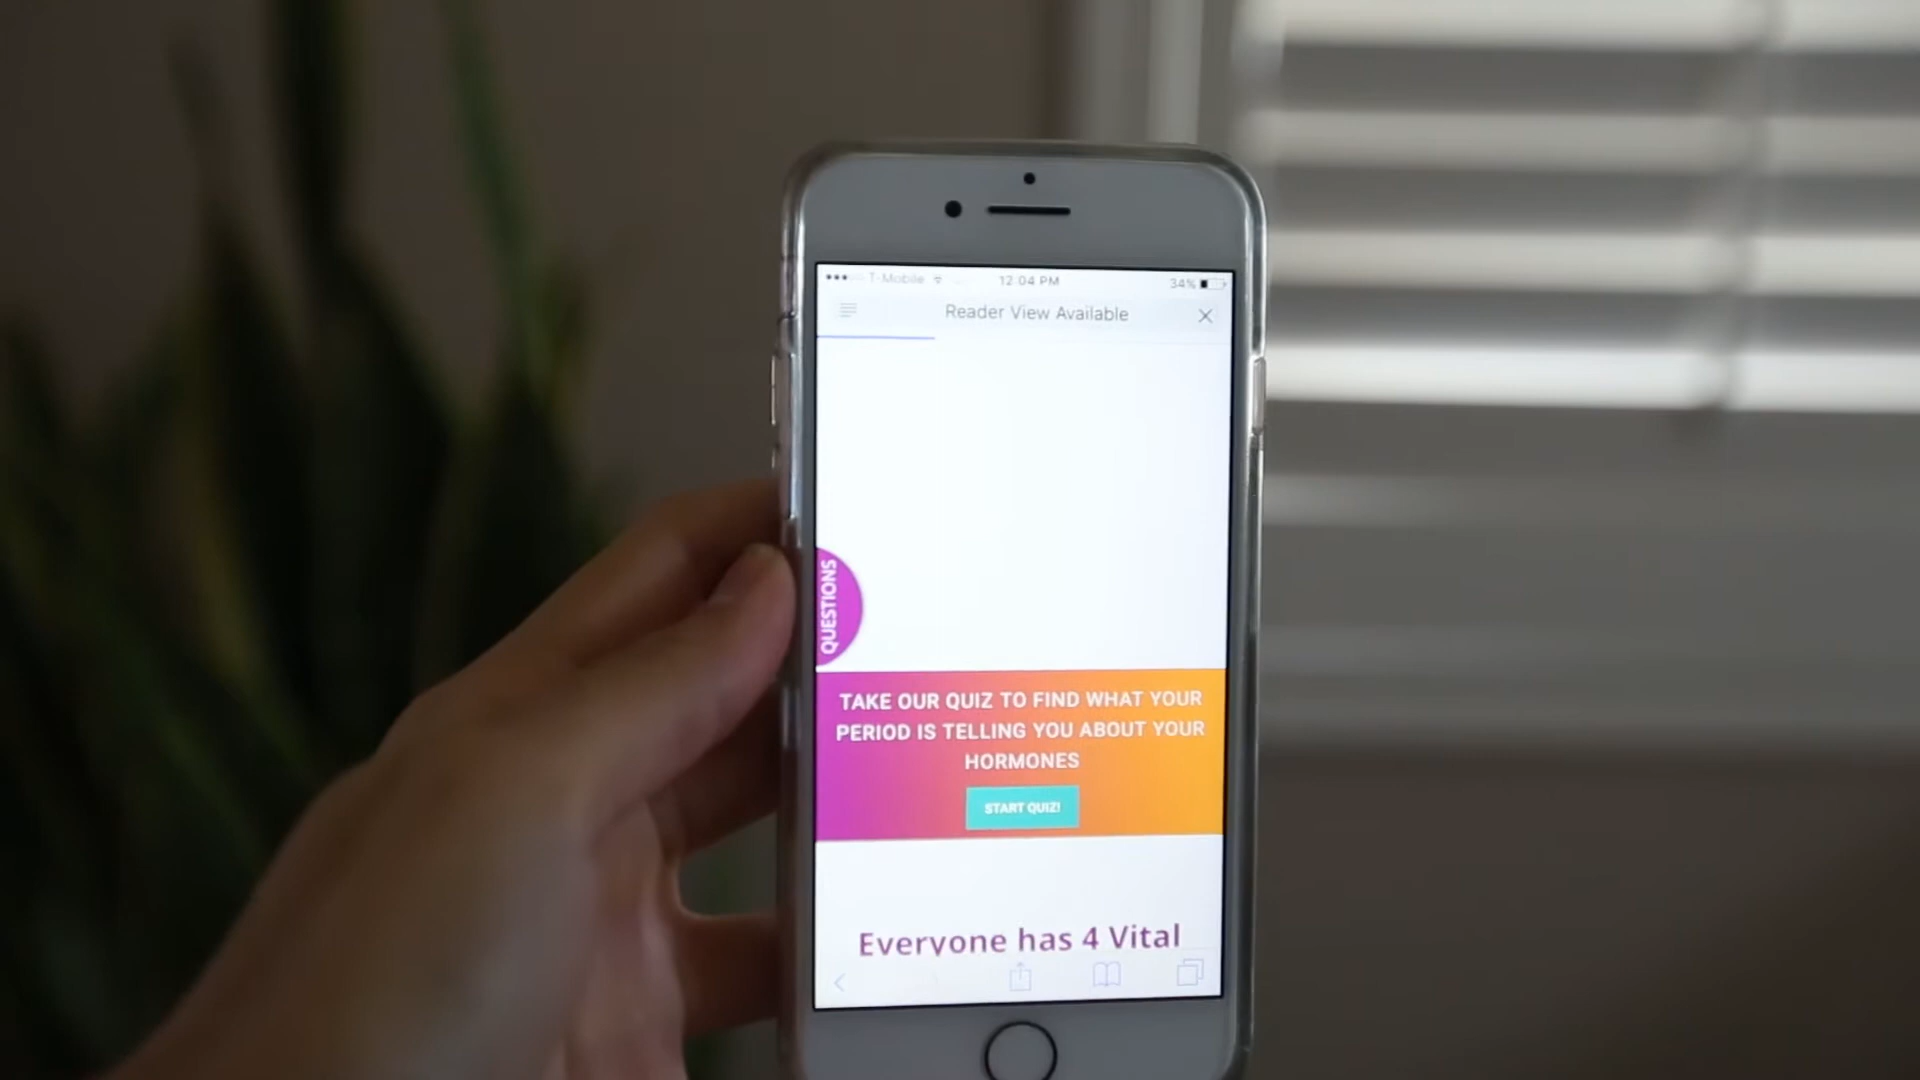 T-Mobile 12:04 PM 34%
Reader View Available
QUESTIONS
TAKE OUR QUIZ TO FIND WHAT YOUR
PERIOD IS TELLING YOU ABOUT YOUR
HORMONES
START QUIZ!
Everyone has 4 Vital